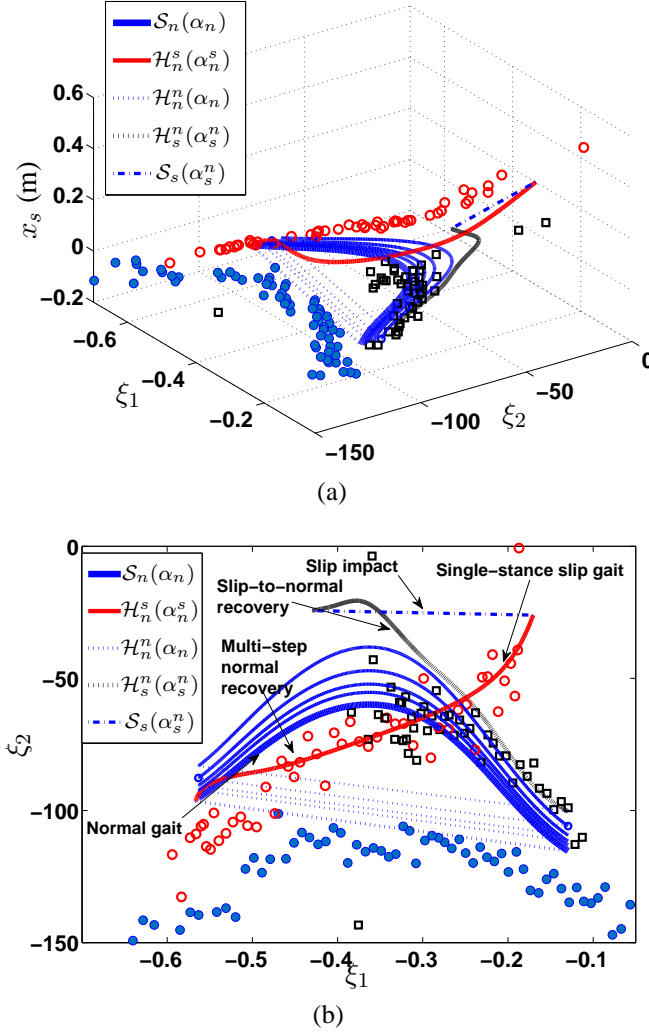 S_n(α_n)
H_n^s(α_n^s)
H_n^n(α_n)
H_s^n(α_s^n)
S_s(α_s^n)
0.6
0.4
0.2
0
−0.2
x_s (m)
−0.6
−0.4
−0.2
ξ_1
−150
−100
−50
0
ξ_2
(a)
S_n(α_n)
H_n^s(α_n^s)
H_n^n(α_n)
H_s^n(α_s^n)
S_s(α_s^n)
Slip impact
Slip−to−normal
recovery
Single−stance slip gait
Multi−step
normal
recovery
Normal gait
0
−50
−100
−150
ξ_2
−0.6
−0.5
−0.4
−0.3
−0.2
−0.1
ξ_1
(b)